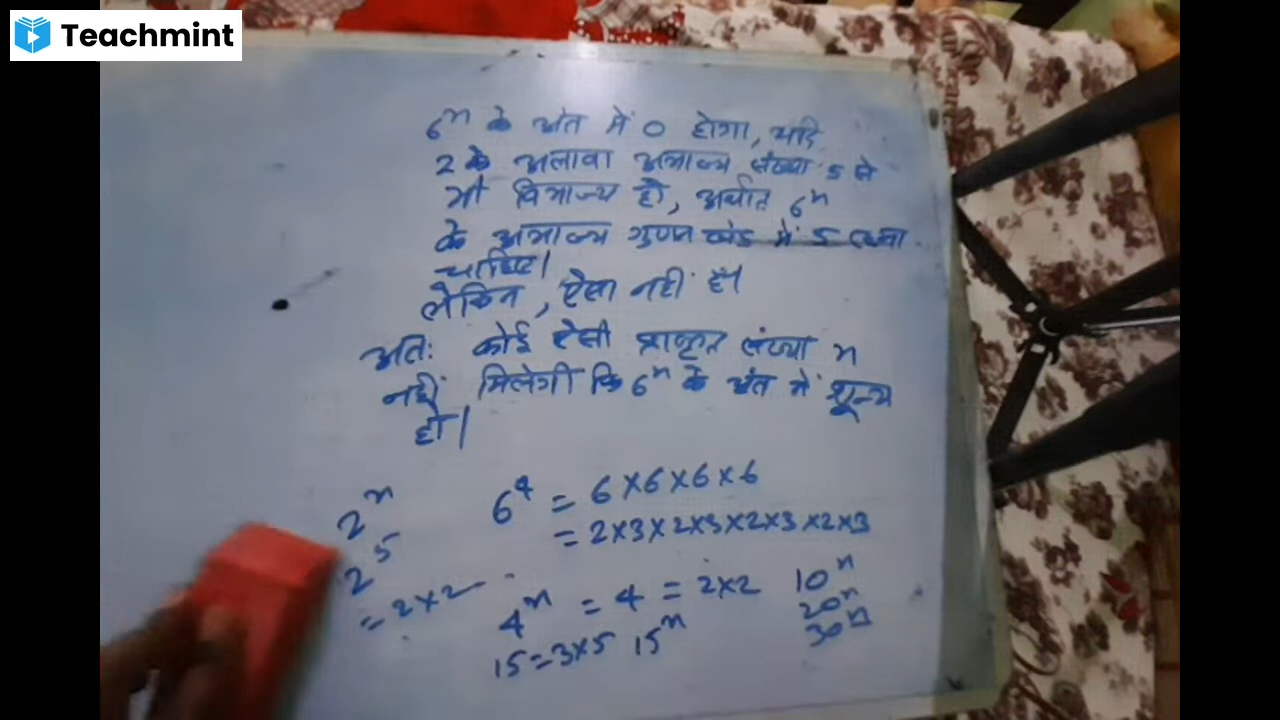 Teachmint
6ⁿ के अंत में 0 होगा, यदि
2 के अलावा अभाज्य संख्या 5 से
भी विभाज्य हो, अर्थात 6ⁿ
के अभाज्य गुणन खंड में 5
चाहिए।
लेकिन, ऐसा नहीं है।
अतः कोई ऐसी प्राकृत संख्या n
नहीं मिलेगी कि 6ⁿ के अंत में शून्य
हो।
2ⁿ 6⁴ = 6×6×6×6
2⁵ = 2×3×2×3×2×3×2×3
= 2×2
4ⁿ = 4 = 2×2 10ⁿ
20ⁿ
15=3×5 15ⁿ 30ⁿ